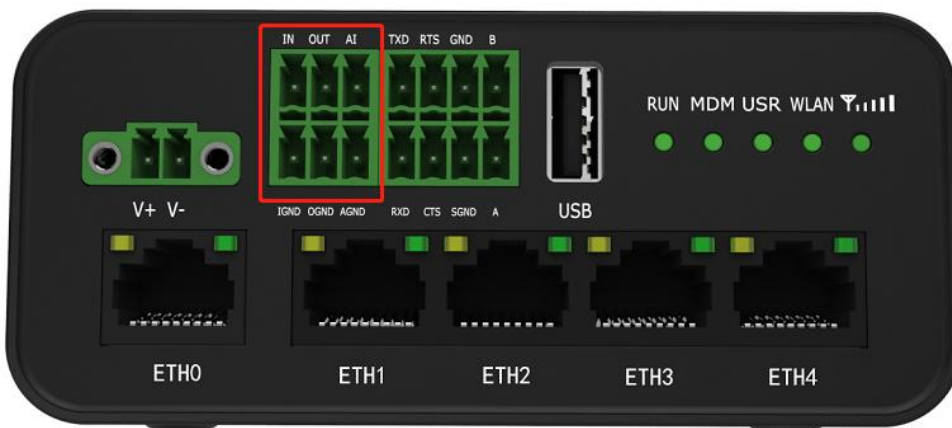 IN OUT AI TXD RTS GND B
RUN MDM USR WLAN
IGND OGND AGND RXD CTS SGND A
V+ V-
USB
ETH0
ETH1
ETH2
ETH3
ETH4